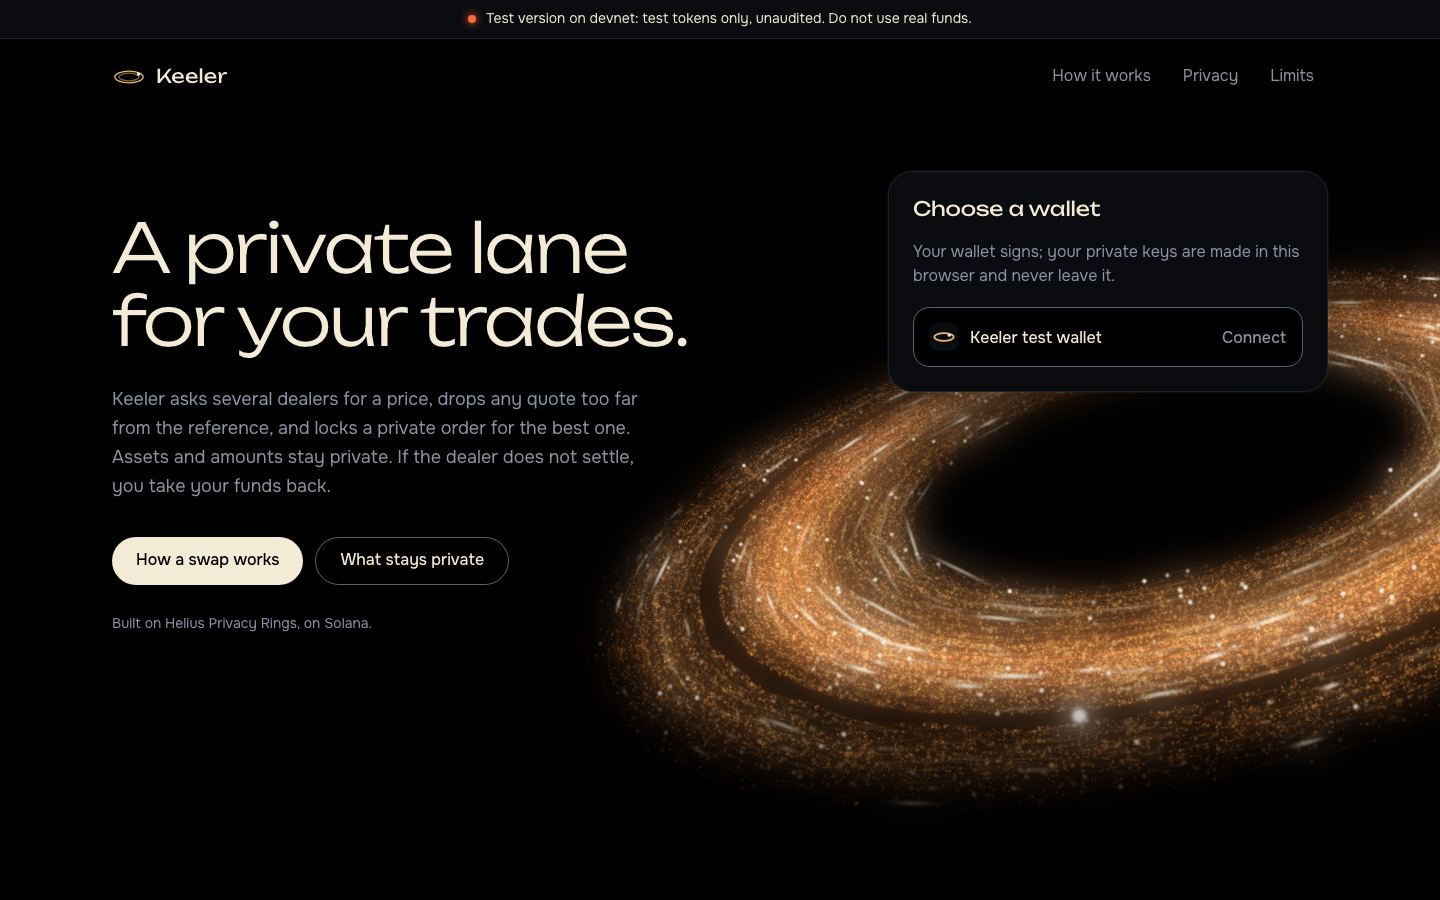 Test version on devnet: test tokens only, unaudited. Do not use real funds.
Keeler
How it works
Privacy
Limits
A private lane
for your trades.
Keeler asks several dealers for a price, drops any quote too far
from the reference, and locks a private order for the best one.
Assets and amounts stay private. If the dealer does not settle,
you take your funds back.
How a swap works
What stays private
Built on Helius Privacy Rings, on Solana.
Choose a wallet
Your wallet signs; your private keys are made in this
browser and never leave it.
Keeler test wallet
Connect